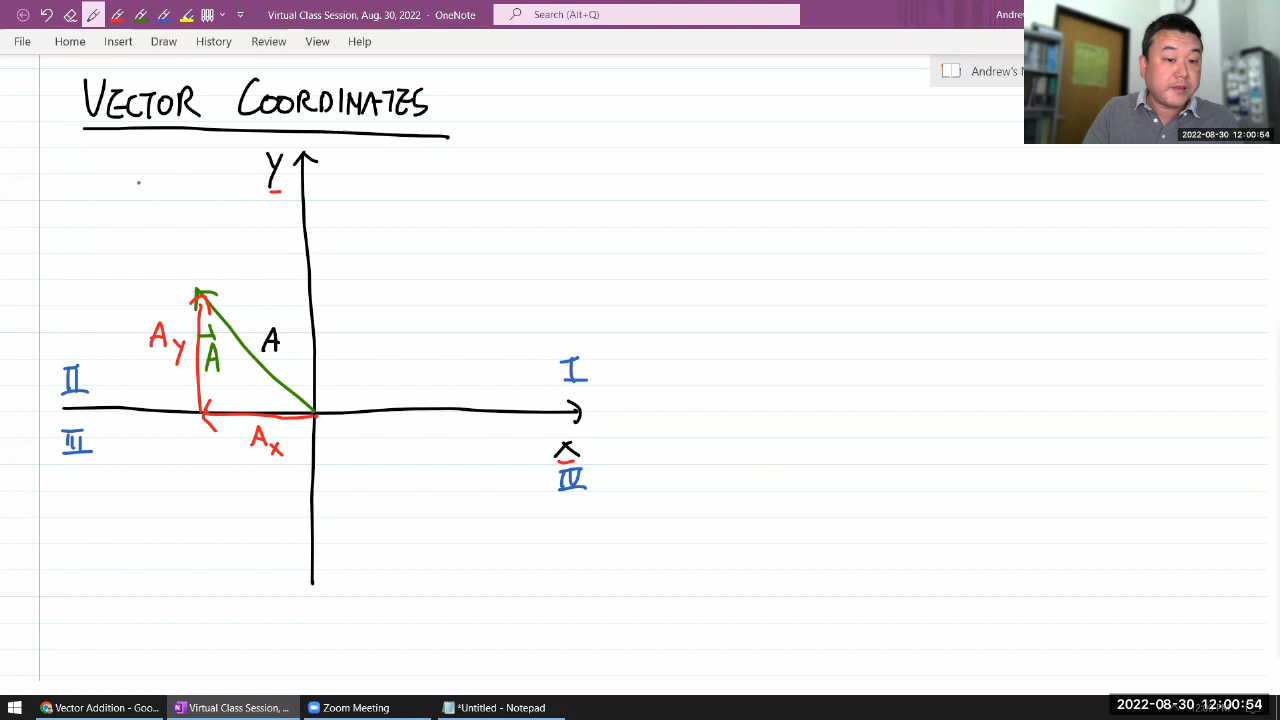 Virtual Class Session, Aug. 30, 2022 - OneNote
Search (Alt+Q)
Andrew
File Home Insert Draw History Review View Help
Andrew's N
2022-08-30 12:00:54
VECTOR COORDINATES
y
A
Ay
A
II
I
III
Ax
x
IV
Vector Addition - Goo...
Virtual Class Session, ...
Zoom Meeting
*Untitled - Notepad
2022-08-30 12:00:54